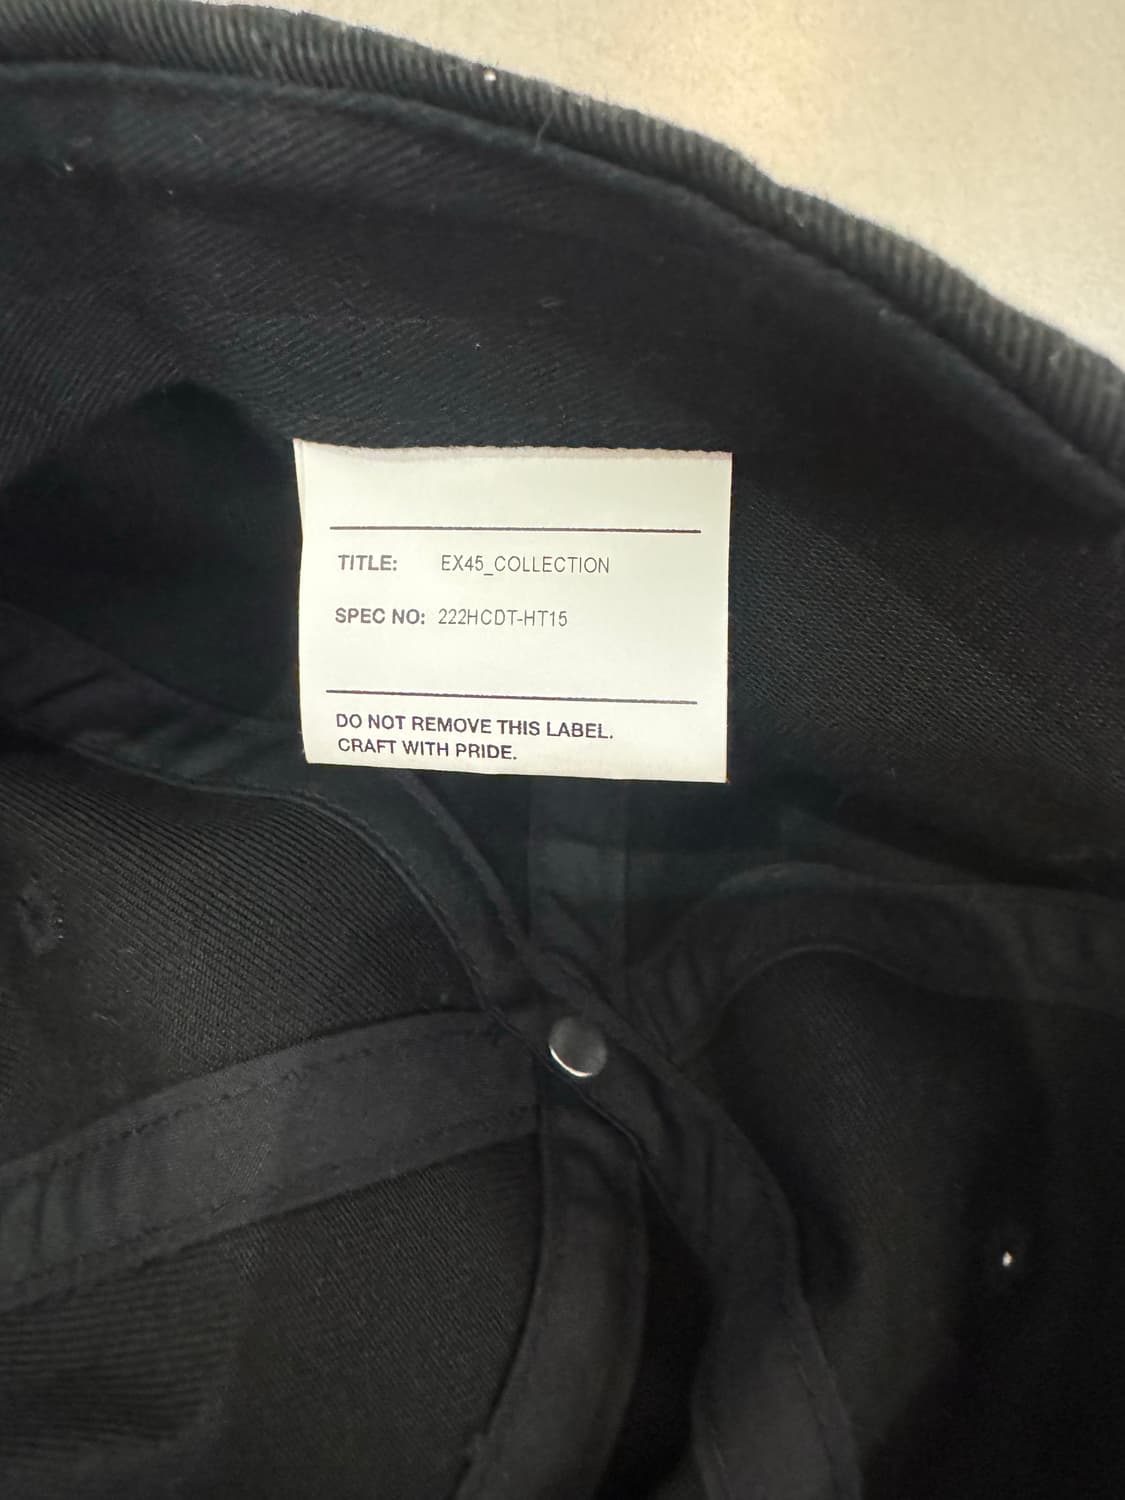 TITLE: EX45_COLLECTION
SPEC NO: 222HCDT-HT15
DO NOT REMOVE THIS LABEL.
CRAFT WITH PRIDE.